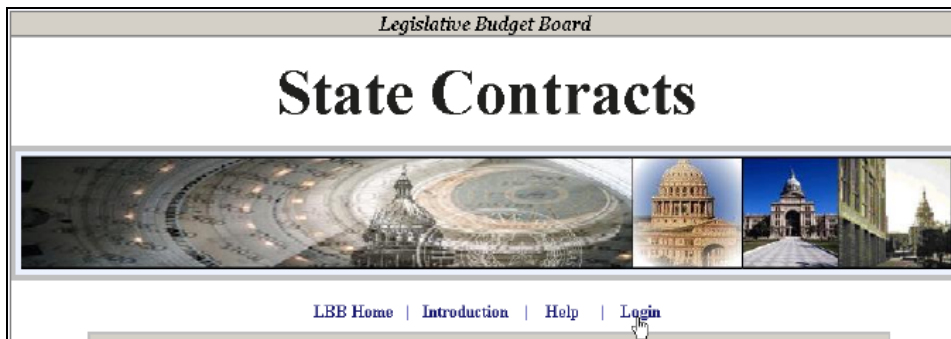 Legislative Budget Board
State Contracts
LBB Home | Introduction | Help | Login